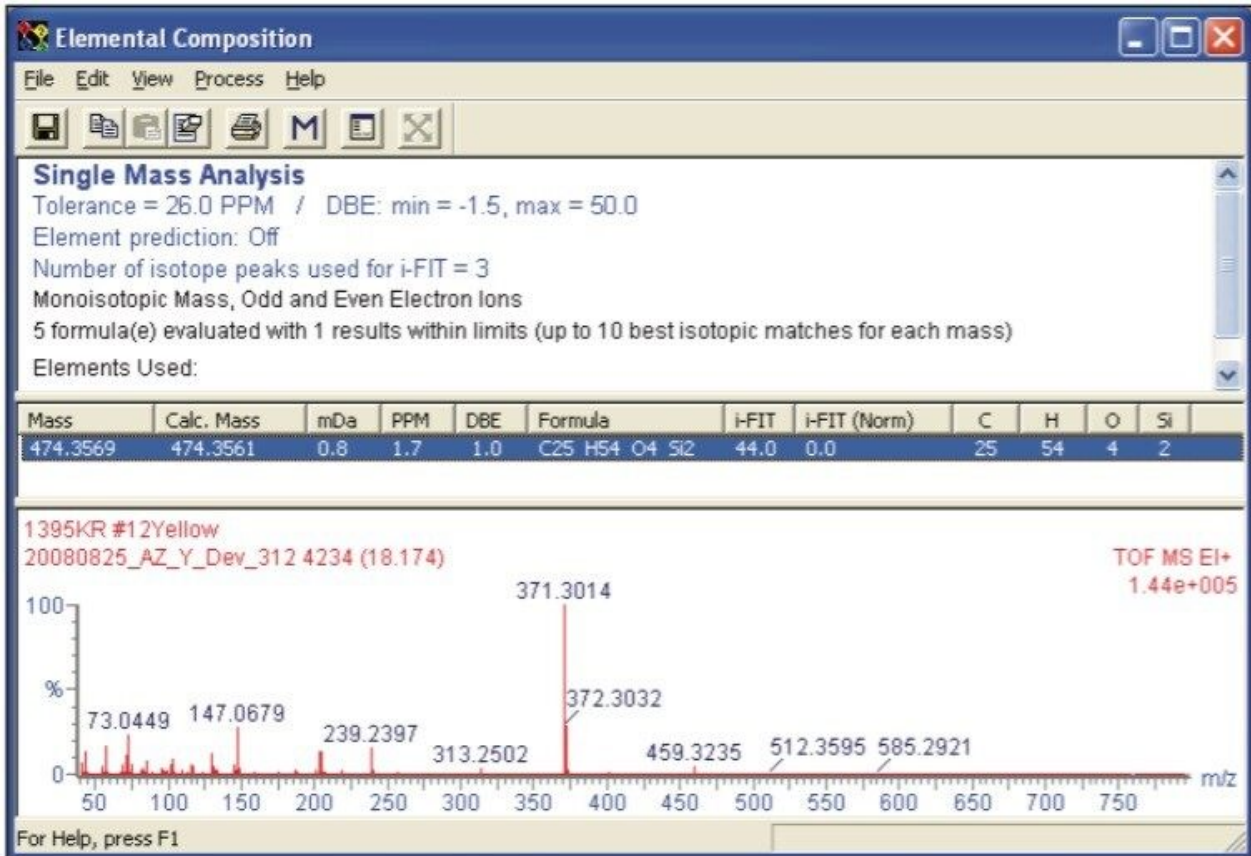 Elemental Composition
File Edit View Process Help
M
Single Mass Analysis
Tolerance = 26.0 PPM / DBE: min = -1.5, max = 50.0
Element prediction: Off
Number of isotope peaks used for i-FIT = 3
Monoisotopic Mass, Odd and Even Electron Ions
5 formula(e) evaluated with 1 results within limits (up to 10 best isotopic matches for each mass)
Elements Used:
Mass Calc. Mass mDa PPM DBE Formula i-FIT i-FIT (Norm) C H O Si
474.3569 474.3561 0.8 1.7 1.0 C25 H54 O4 Si2 44.0 0.0 25 54 4 2
1395KR #12Yellow
20080825_AZ_Y_Dev_312 4234 (18.174)
TOF MS EI+
1.44e+005
371.3014
100
%
372.3032
73.0449 147.0679
239.2397
313.2502 459.3235 512.3595 585.2921
0
m/z
50 100 150 200 250 300 350 400 450 500 550 600 650 700 750
For Help, press F1